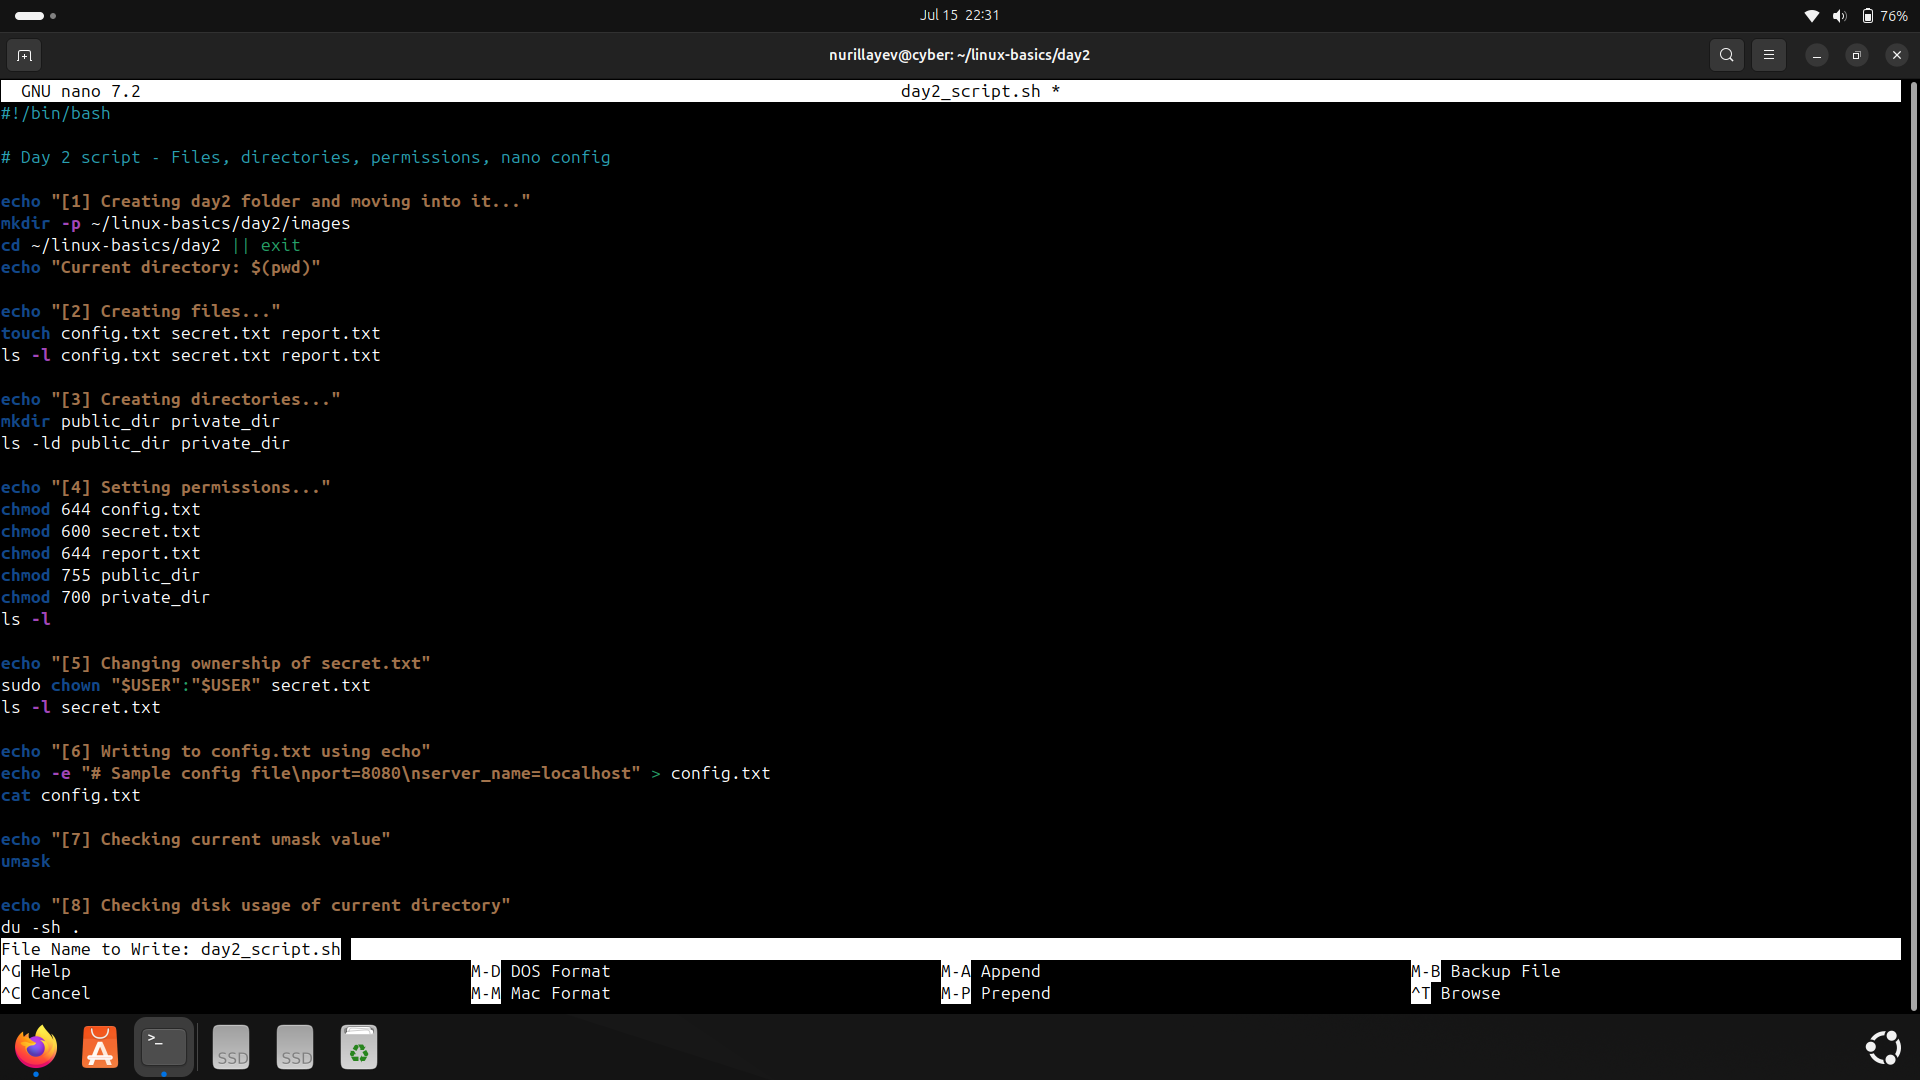 Jul 15 22:31
76%
nurillayev@cyber: ~/linux-basics/day2
GNU nano 7.2 day2_script.sh *
#!/bin/bash
# Day 2 script - Files, directories, permissions, nano config
echo "[1] Creating day2 folder and moving into it..."
mkdir -p ~/linux-basics/day2/images
cd ~/linux-basics/day2 || exit
echo "Current directory: $(pwd)"
echo "[2] Creating files..."
touch config.txt secret.txt report.txt
ls -l config.txt secret.txt report.txt
echo "[3] Creating directories..."
mkdir public_dir private_dir
ls -ld public_dir private_dir
echo "[4] Setting permissions..."
chmod 644 config.txt
chmod 600 secret.txt
chmod 644 report.txt
chmod 755 public_dir
chmod 700 private_dir
ls -l
echo "[5] Changing ownership of secret.txt"
sudo chown "$USER":"$USER" secret.txt
ls -l secret.txt
echo "[6] Writing to config.txt using echo"
echo -e "# Sample config file\nport=8080\nserver_name=localhost" > config.txt
cat config.txt
echo "[7] Checking current umask value"
umask
echo "[8] Checking disk usage of current directory"
du -sh .
File Name to Write: day2_script.sh
^G Help M-D DOS Format M-A Append M-B Backup File
^C Cancel M-M Mac Format M-P Prepend ^T Browse
>_ SSD SSD